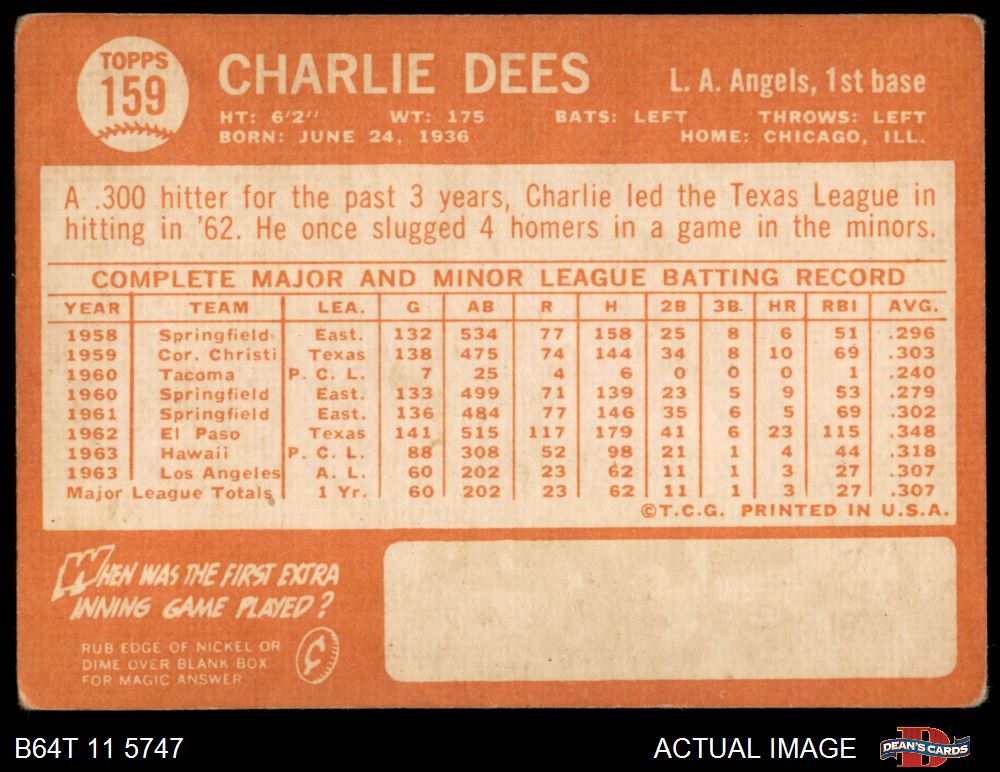 TOPPS
159
CHARLIE DEES
L. A. Angels, 1st base
HT: 6'2" WT: 175 BATS: LEFT THROWS: LEFT
BORN: JUNE 24, 1936 HOME: CHICAGO, ILL.
A .300 hitter for the past 3 years, Charlie led the Texas League in
hitting in '62. He once slugged 4 homers in a game in the minors.
COMPLETE MAJOR AND MINOR LEAGUE BATTING RECORD
YEAR TEAM LEA. G AB R H 2B 3B. HR RBI AVG.
1958 Springfield East. 132 534 77 158 25 8 6 51 .296
1959 Cor. Christi Texas 138 475 74 144 34 8 10 69 .303
1960 Tacoma P. C. L. 7 25 4 6 0 0 0 1 .240
1960 Springfield East. 133 499 71 139 23 5 9 53 .279
1961 Springfield East. 136 484 77 146 35 6 5 69 .302
1962 El Paso Texas 141 515 117 179 41 6 23 115 .348
1963 Hawaii P. C. L. 88 308 52 98 21 1 4 44 .318
1963 Los Angeles A. L. 60 202 23 62 11 1 3 27 .307
Major League Totals 1 Yr. 60 202 23 62 11 1 3 27 .307
©T.C.G. PRINTED IN U.S.A.
WHEN WAS THE FIRST EXTRA
INNING GAME PLAYED?
RUB EDGE OF NICKEL OR
DIME OVER BLANK BOX
FOR MAGIC ANSWER
¢
B64T 11 5747
ACTUAL IMAGE
D
DEAN'S CARDS